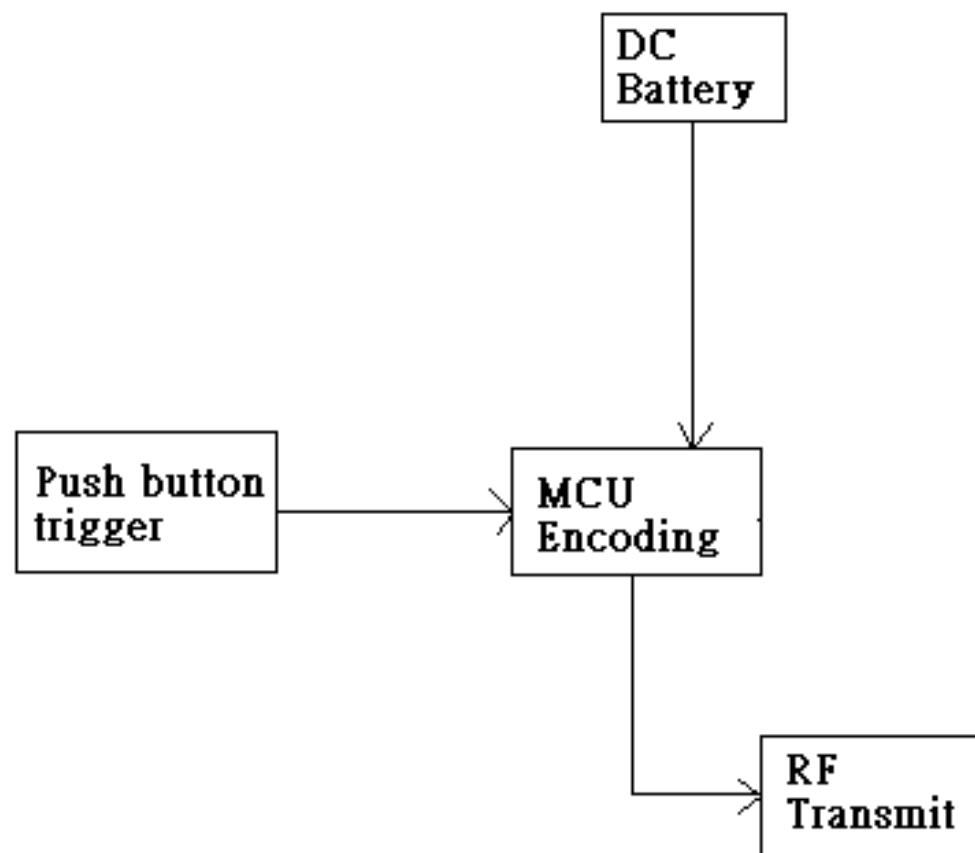 DC
Battery
Push button
trigger
MCU
Encoding
RF
Transmit